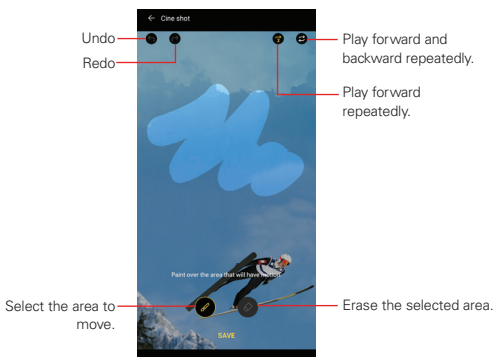 Cine shot
Undo
Redo
Play forward and
backward repeatedly.
Play forward
repeatedly.
Paint over the area that will have motion
Select the area to
move.
Erase the selected area.
SAVE